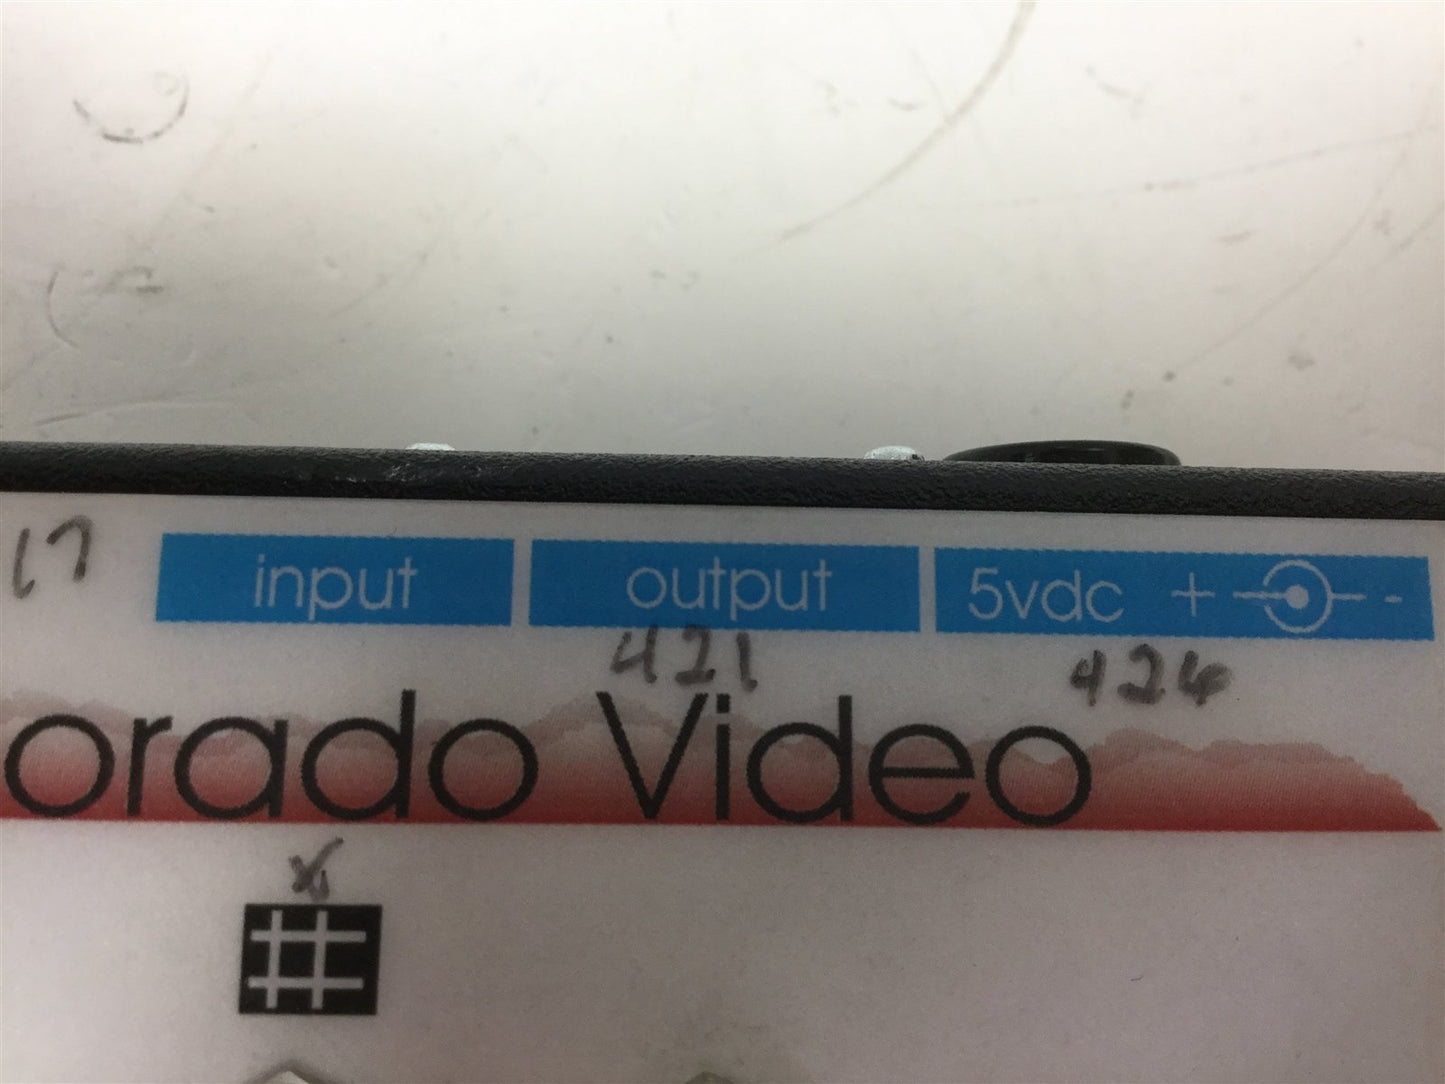 17 input output 5vdc + -
421 424
orado Video